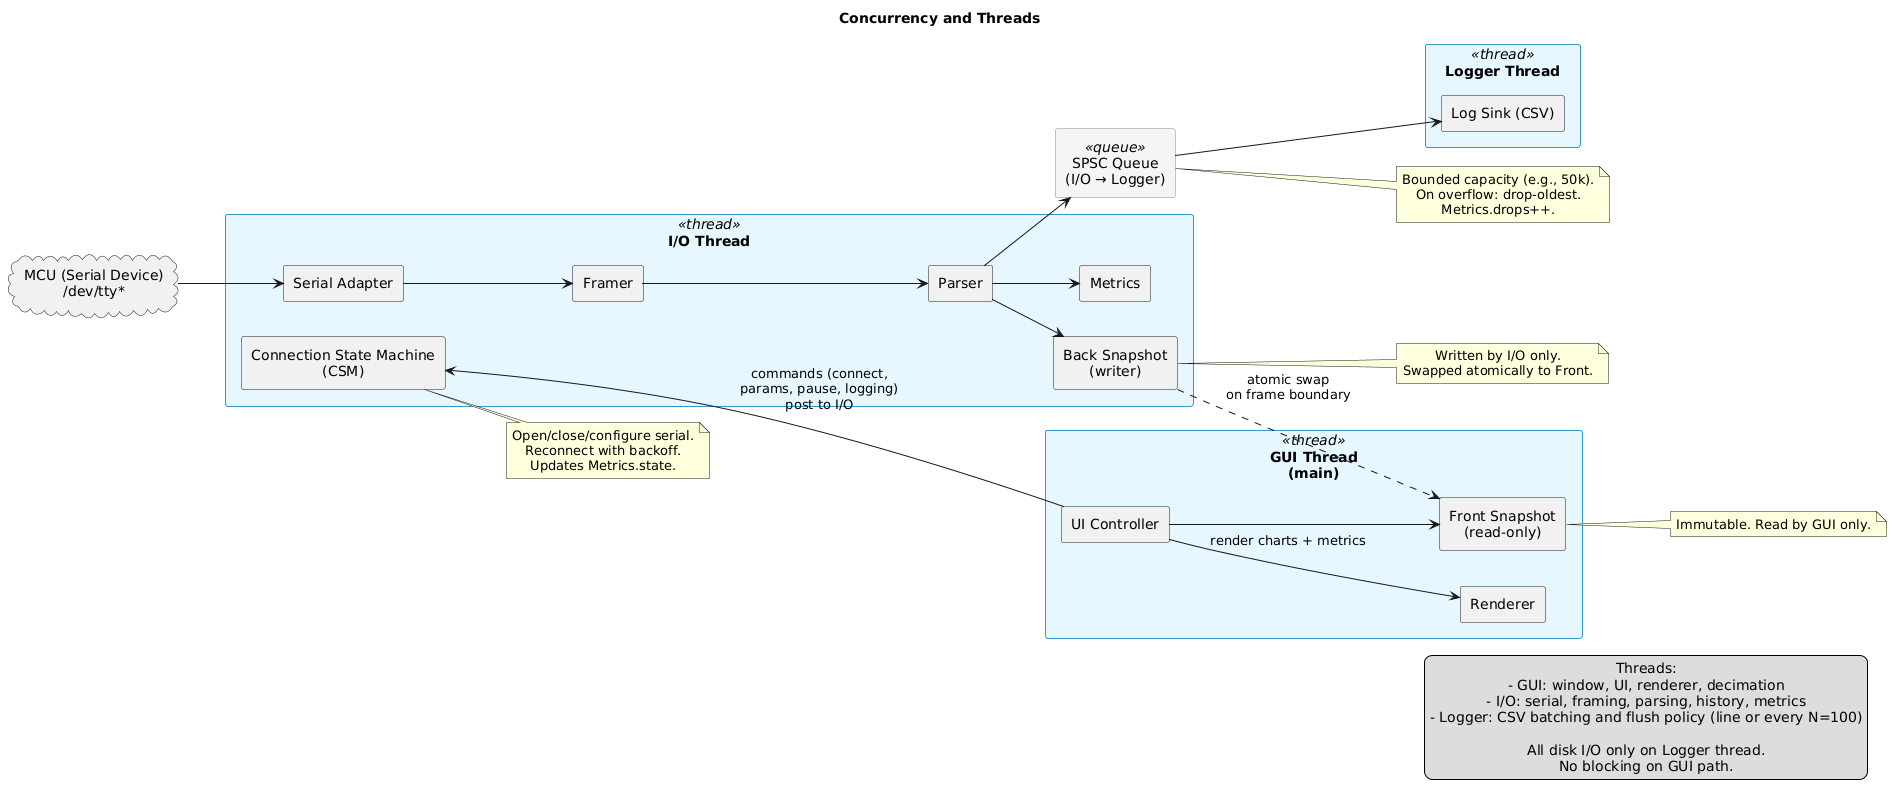 Concurrency and Threads
«thread»
Logger Thread
Log Sink (CSV)
«queue»
SPSC Queue
(I/O → Logger)
Bounded capacity (e.g., 50k).
On overflow: drop-oldest.
Metrics.drops++.
«thread»
I/O Thread
MCU (Serial Device)
/dev/tty*
Serial Adapter
Framer
Parser
Metrics
Connection State Machine
(CSM)
Back Snapshot
(writer)
Written by I/O only.
Swapped atomically to Front.
commands (connect,
params, pause, logging)
post to I/O
atomic swap
on frame boundary
Open/close/configure serial.
Reconnect with backoff.
Updates Metrics.state.
«thread»
GUI Thread
(main)
UI Controller
Front Snapshot
(read-only)
Immutable. Read by GUI only.
render charts + metrics
Renderer
Threads:
- GUI: window, UI, renderer, decimation
- I/O: serial, framing, parsing, history, metrics
- Logger: CSV batching and flush policy (line or every N=100)
All disk I/O only on Logger thread.
No blocking on GUI path.